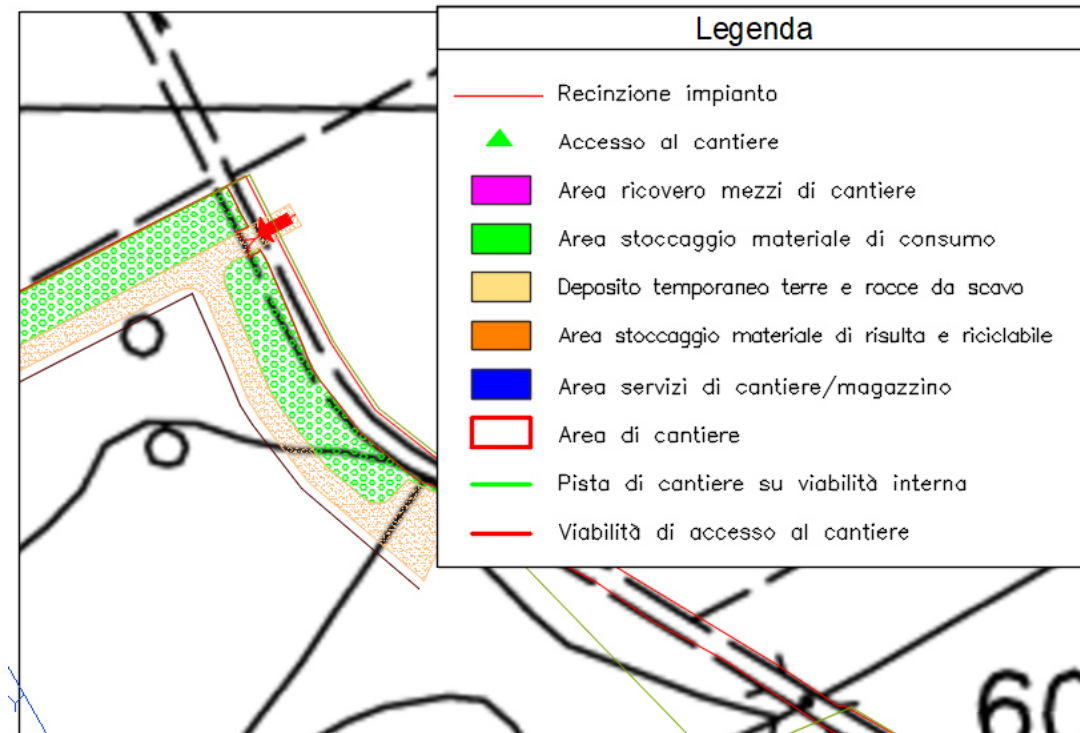 Legenda
Recinzione impianto
Accesso al cantiere
Area ricovero mezzi di cantiere
Area stoccaggio materiale di consumo
Deposito temporaneo terre e rocce da scavo
Area stoccaggio materiale di risulta e riciclabile
Area servizi di cantiere/magazzino
Area di cantiere
Pista di cantiere su viabilità interna
Viabilità di accesso al cantiere
60